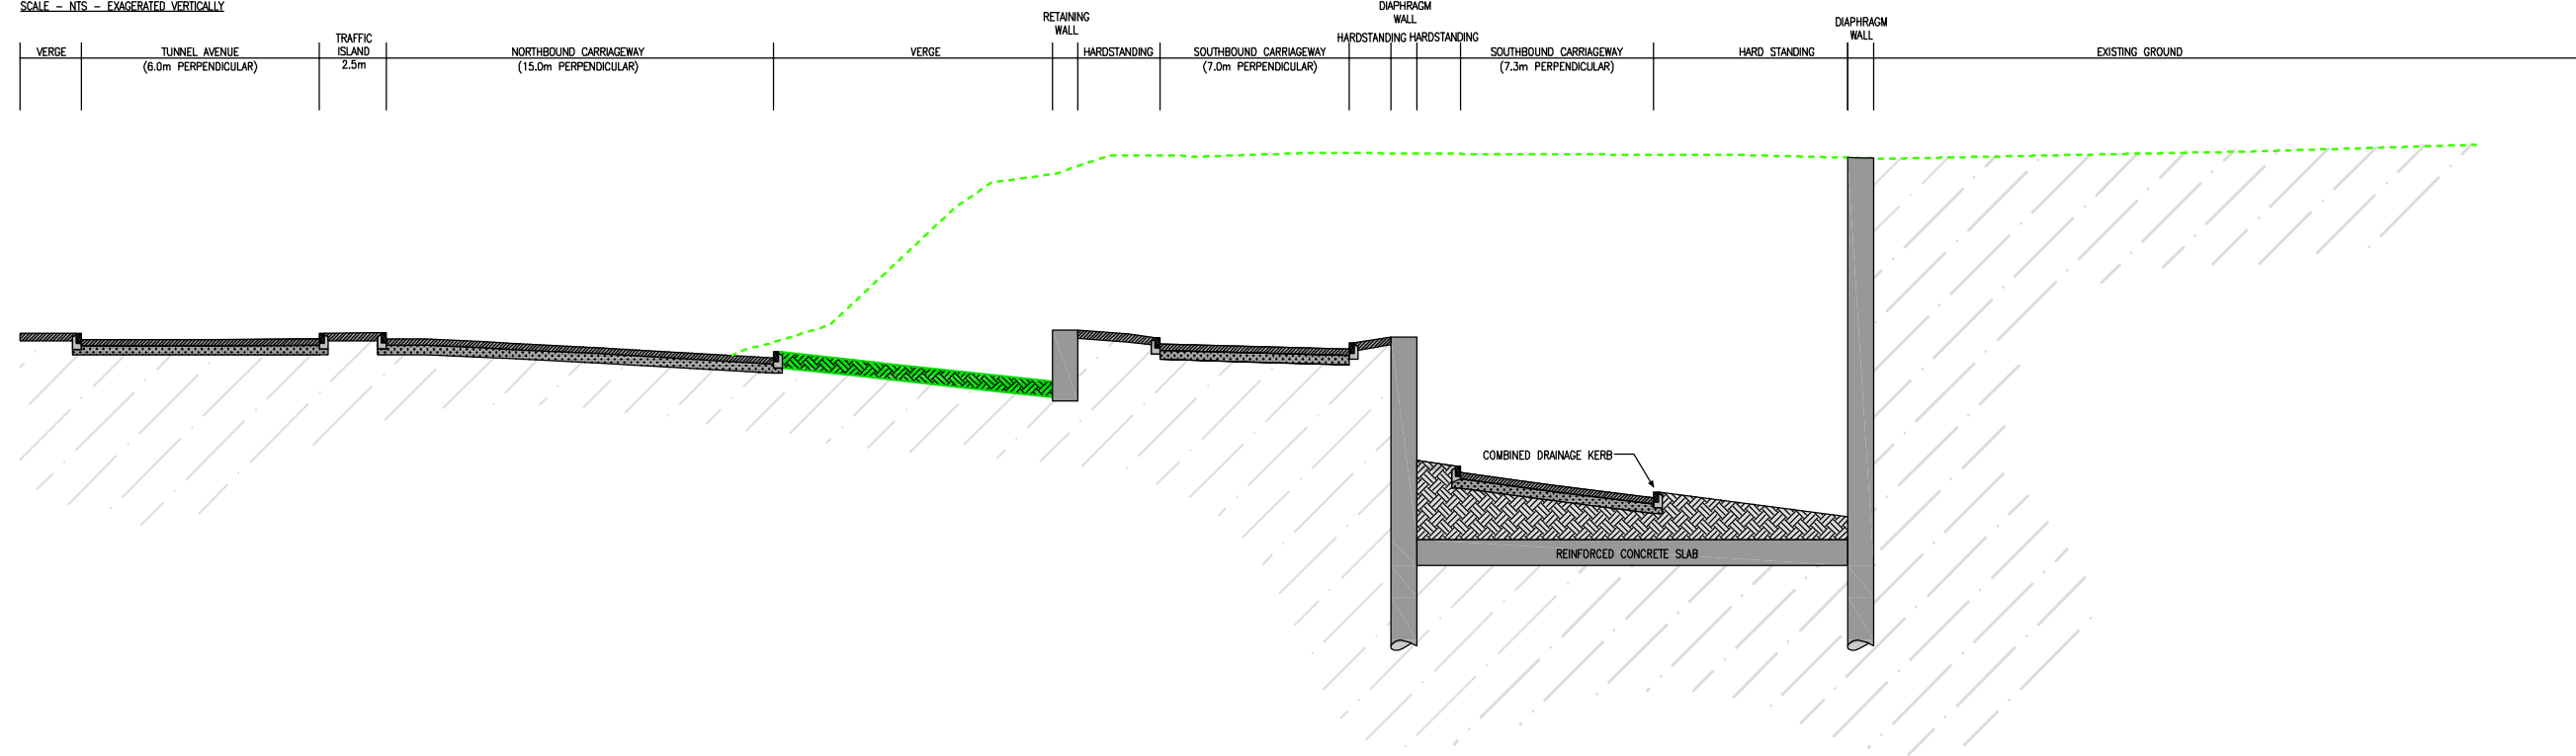 SCALE - NTS - EXAGERATED VERTICALLY
VERGE
TUNNEL AVENUE
(6.0m PERPENDICULAR)
TRAFFIC
ISLAND
2.5m
NORTHBOUND CARRIAGEWAY
(15.0m PERPENDICULAR)
VERGE
RETAINING
WALL
HARDSTANDING
SOUTHBOUND CARRIAGEWAY
(7.0m PERPENDICULAR)
HARDSTANDING
DIAPHRAGM
WALL
HARDSTANDING
SOUTHBOUND CARRIAGEWAY
(7.3m PERPENDICULAR)
HARD STANDING
DIAPHRAGM
WALL
EXISTING GROUND
COMBINED DRAINAGE KERB
REINFORCED CONCRETE SLAB